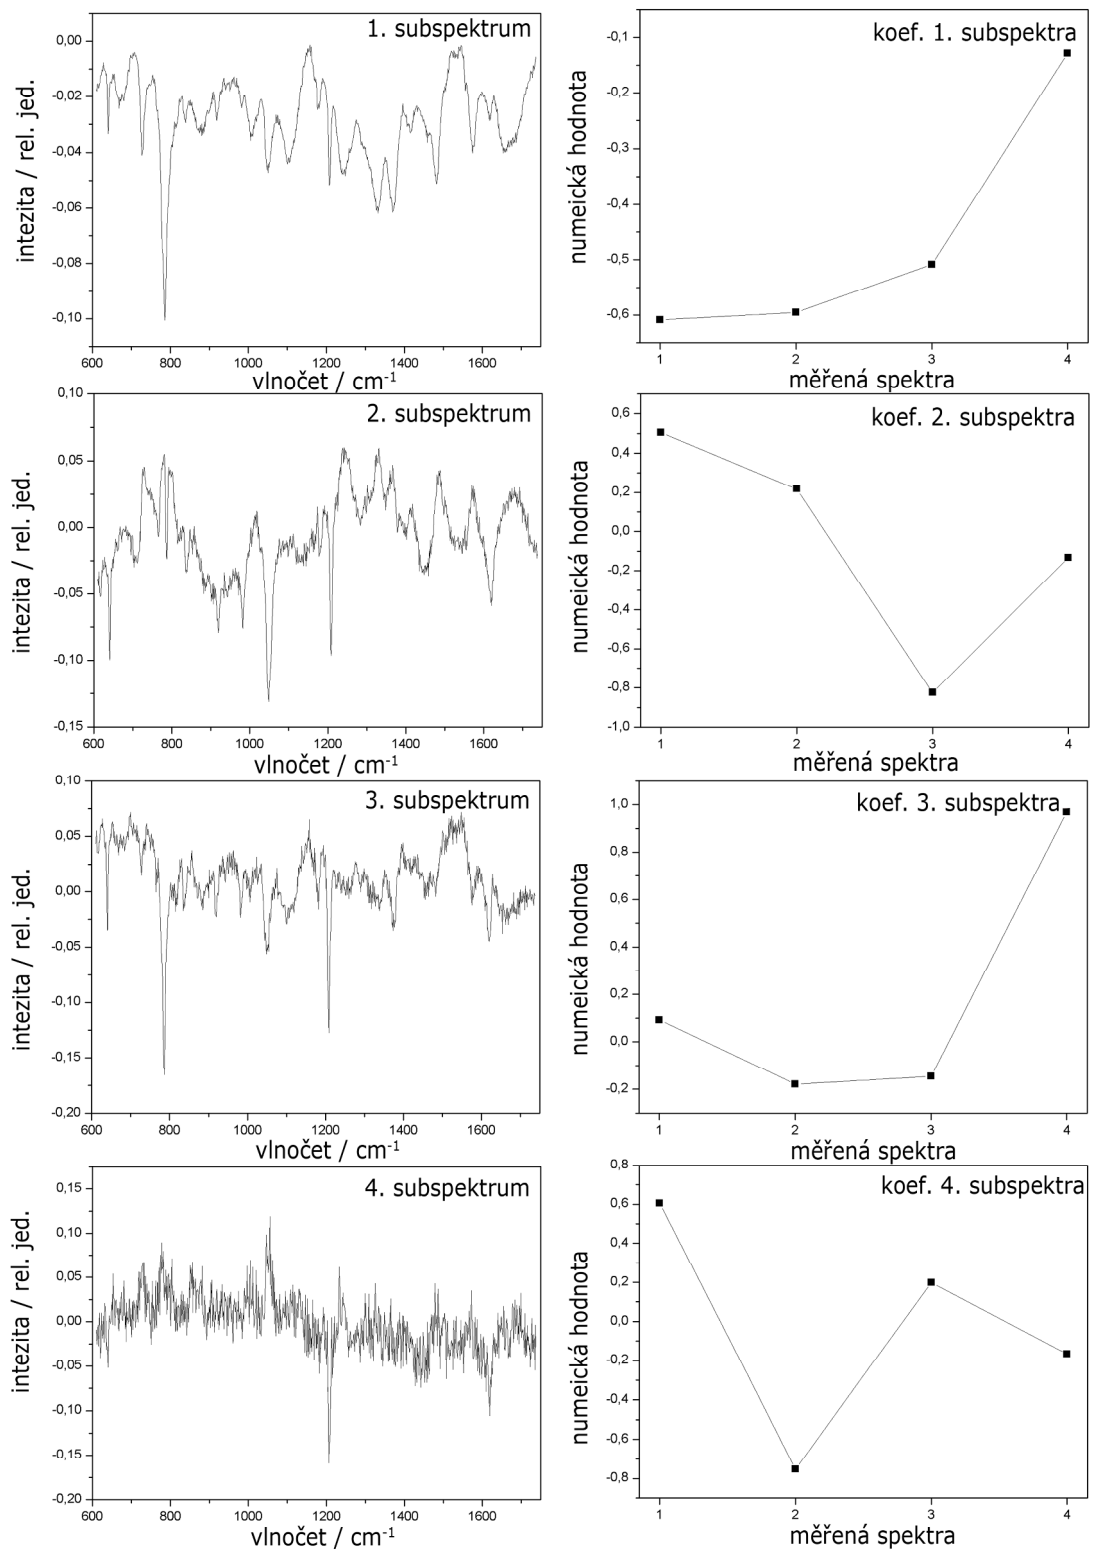 1. subspektrum
0,00
-0,02
-0,04
-0,06
-0,08
-0,10
intezita / rel. jed.
600 800 1000 1200 1400 1600
vlnočet / cm-1
koef. 1. subspektra
-0,1
-0,2
-0,3
-0,4
-0,5
-0,6
numeická hodnota
1 2 3 4
měřená spektra
2. subspektrum
0,10
0,05
0,00
-0,05
-0,10
-0,15
intezita / rel. jed.
600 800 1000 1200 1400 1600
vlnočet / cm-1
koef. 2. subspektra
0,6
0,4
0,2
0,0
-0,2
-0,4
-0,6
-0,8
-1,0
numeická hodnota
1 2 3 4
měřená spektra
3. subspektrum
0,10
0,05
0,00
-0,05
-0,10
-0,15
-0,20
intezita / rel. jed.
600 800 1000 1200 1400 1600
vlnočet / cm-1
koef. 3. subspektra
1,0
0,8
0,6
0,4
0,2
0,0
-0,2
numeická hodnota
1 2 3 4
měřená spektra
4. subspektrum
0,15
0,10
0,05
0,00
-0,05
-0,10
-0,15
-0,20
intezita / rel. jed.
600 800 1000 1200 1400 1600
vlnočet / cm-1
koef. 4. subspektra
0,8
0,6
0,4
0,2
0,0
-0,2
-0,4
-0,6
-0,8
numeická hodnota
1 2 3 4
měřená spektra